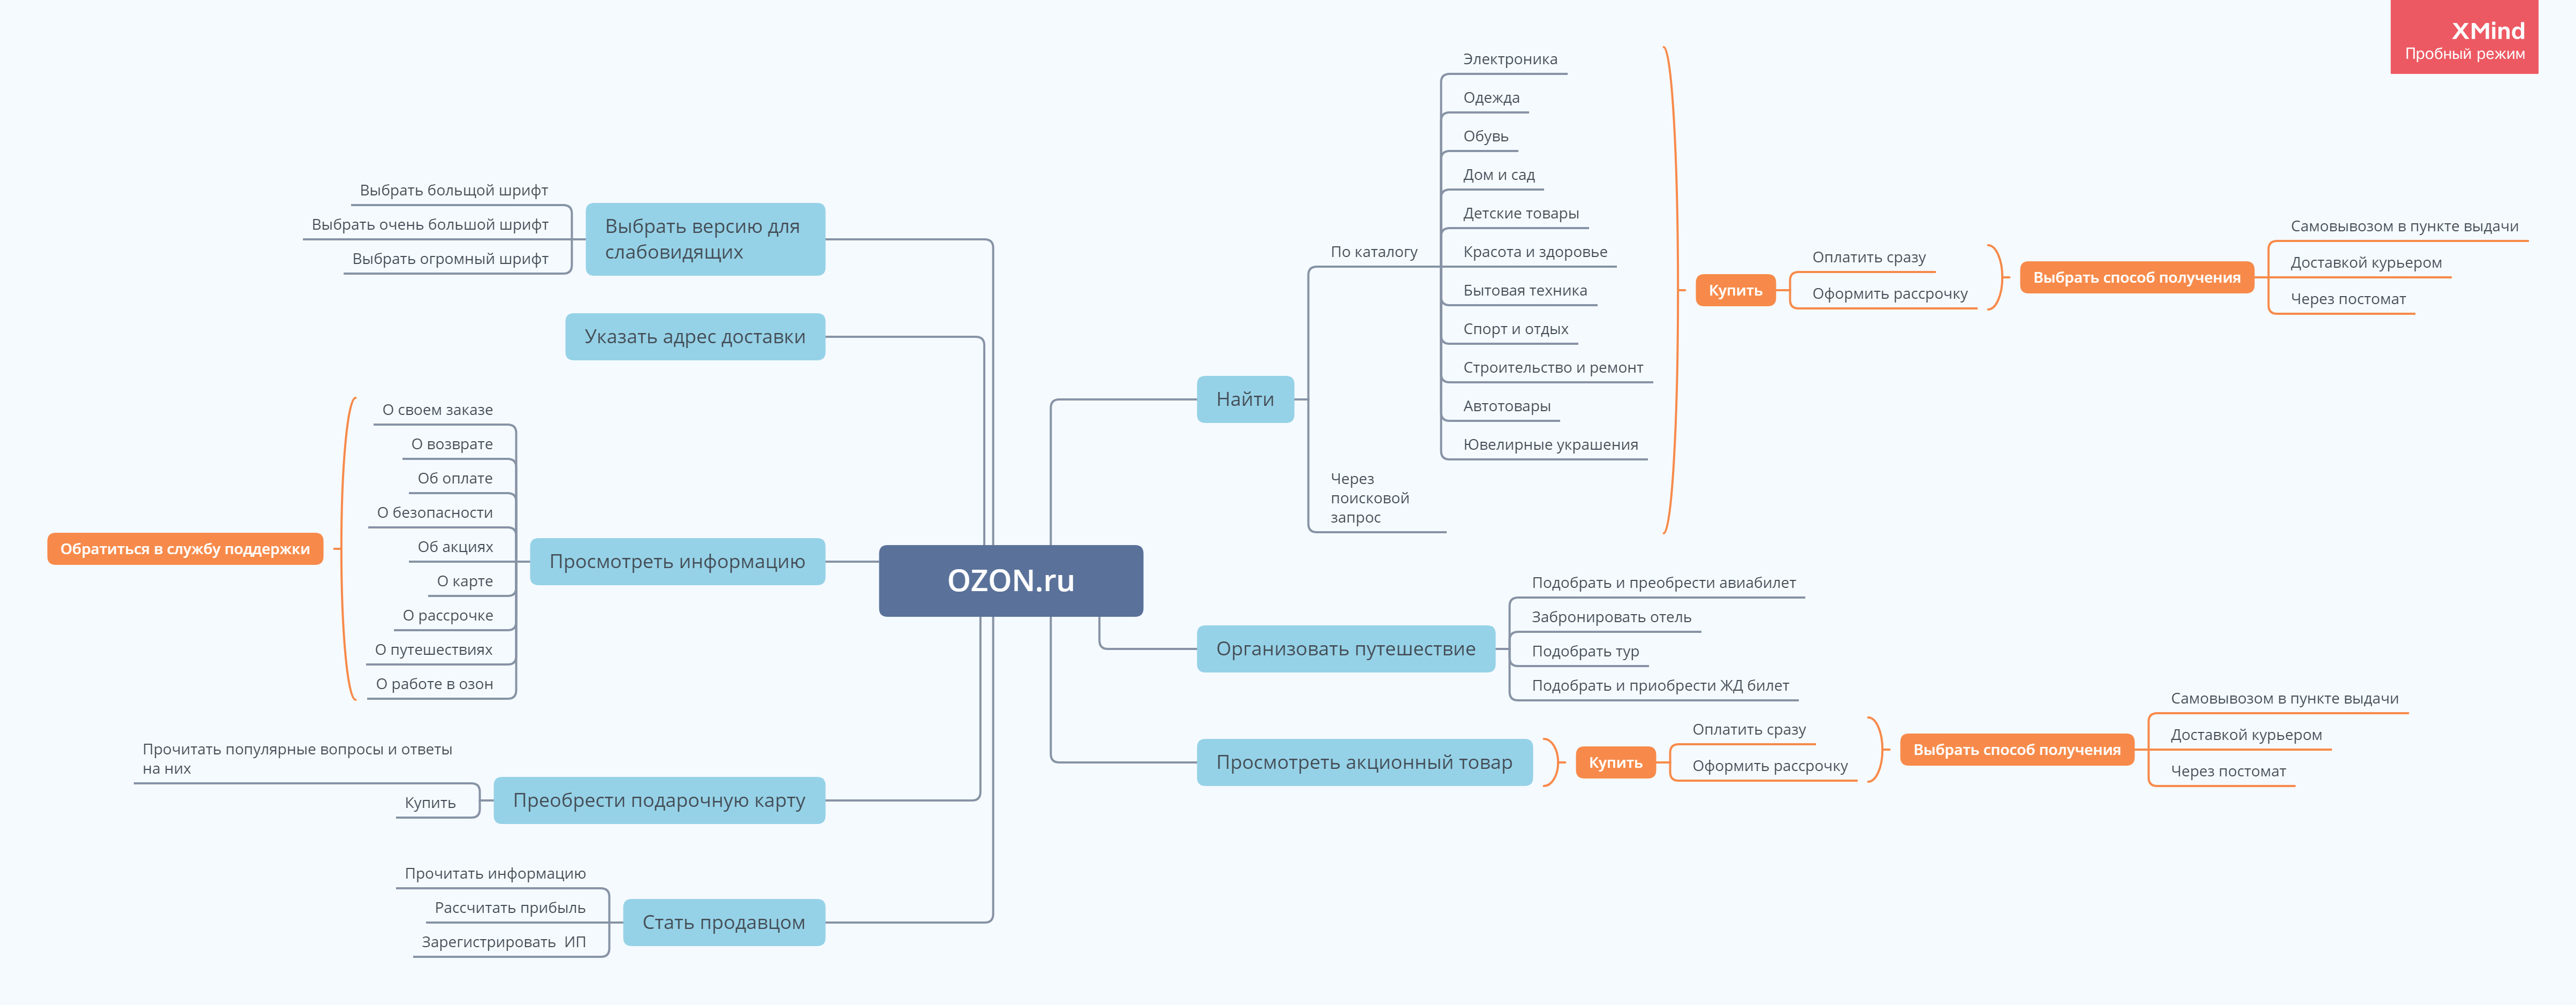 XMind
Пробный режим
OZON.ru
Найти
По каталогу
Электроника
Одежда
Обувь
Дом и сад
Детские товары
Красота и здоровье
Бытовая техника
Спорт и отдых
Строительство и ремонт
Автотовары
Ювелирные украшения
Через
поисковой
запрос
Купить
Оплатить сразу
Оформить рассрочку
Выбрать способ получения
Самовывозом в пункте выдачи
Доставкой курьером
Через постомат
Организовать путешествие
Подобрать и преобрести авиабилет
Забронировать отель
Подобрать тур
Подобрать и приобрести ЖД билет
Просмотреть акционный товар
Купить
Оплатить сразу
Оформить рассрочку
Выбрать способ получения
Самовывозом в пункте выдачи
Доставкой курьером
Через постомат
Выбрать версию для
слабовидящих
Выбрать больщой шрифт
Выбрать очень большой шрифт
Выбрать огромный шрифт
Указать адрес доставки
Просмотреть информацию
О своем заказе
О возврате
Об оплате
О безопасности
Об акциях
О карте
О рассрочке
О путешествиях
О работе в озон
Обратиться в службу поддержки
Преобрести подарочную карту
Прочитать популярные вопросы и ответы
на них
Купить
Стать продавцом
Прочитать информацию
Рассчитать прибыль
Зарегистрировать  ИП